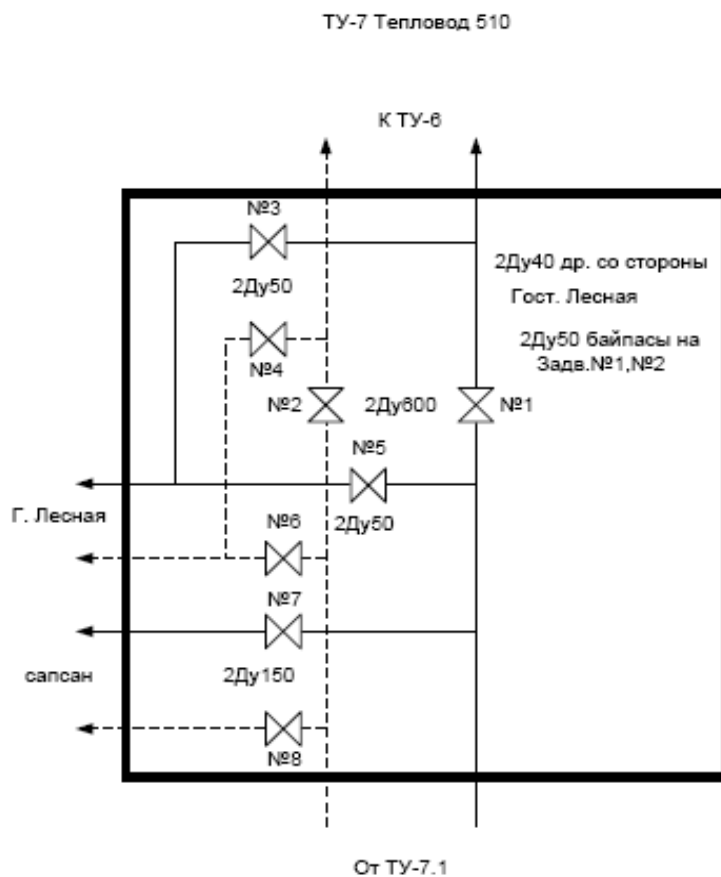 ТУ-7 Тепловод 510
К ТУ-6
№3
2Ду40 др. со стороны
Гост. Лесная
2Ду50
2Ду50 байпасы на
Задв.№1,№2
№4
№2
2Ду600
№1
№5
Г. Лесная
№6
2Ду50
№7
сапсан
2Ду150
№8
От ТУ-7.1